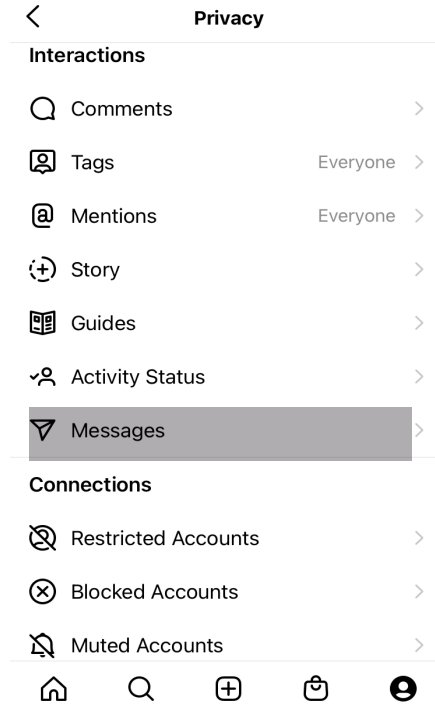 Privacy
Interactions
Comments
Tags Everyone
Mentions Everyone
Story
Guides
Activity Status
Messages
Connections
Restricted Accounts
Blocked Accounts
Muted Accounts